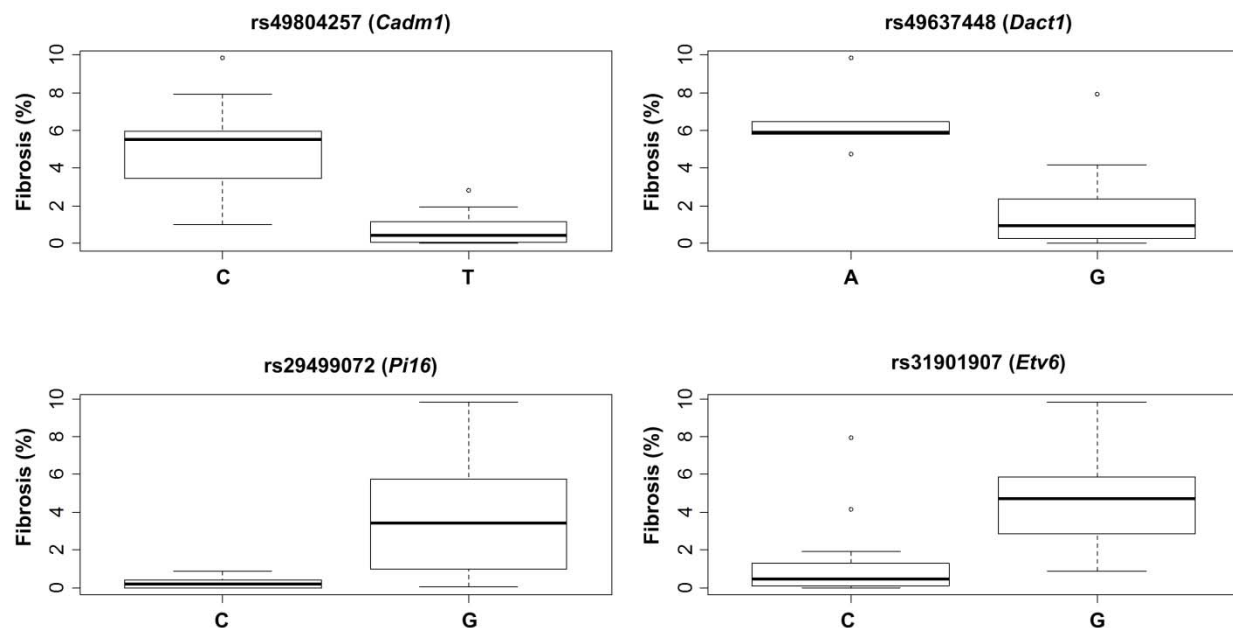 rs49804257 (Cadm1)
Fibrosis (%)
0 2 4 6 8 10
C T
rs49637448 (Dact1)
Fibrosis (%)
0 2 4 6 8 10
A G
rs29499072 (Pi16)
Fibrosis (%)
0 2 4 6 8 10
C G
rs31901907 (Etv6)
Fibrosis (%)
0 2 4 6 8 10
C G